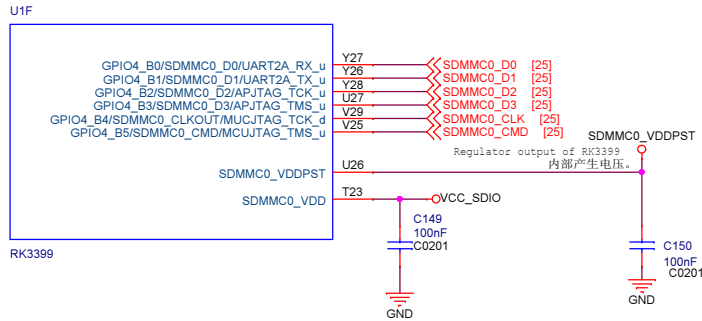 U1F
GPIO4_B0/SDMMC0_D0/UART2A_RX_u Y27 SDMMC0_D0 [25]
GPIO4_B1/SDMMC0_D1/UART2A_TX_u Y26 SDMMC0_D1 [25]
GPIO4_B2/SDMMC0_D2/APJTAG_TCK_u Y28 SDMMC0_D2 [25]
GPIO4_B3/SDMMC0_D3/APJTAG_TMS_u U27 SDMMC0_D3 [25]
GPIO4_B4/SDMMC0_CLKOUT/MUCJTAG_TCK_d V29 SDMMC0_CLK [25]
GPIO4_B5/SDMMC0_CMD/MCUJTAG_TMS_u V25 SDMMC0_CMD [25]
SDMMC0_VDDPST
Regulator output of RK3399
内部产生电压。
SDMMC0_VDDPST U26
SDMMC0_VDD T23 VCC_SDIO
C149
100nF
C0201
C150
100nF
C0201
RK3399
GND
GND